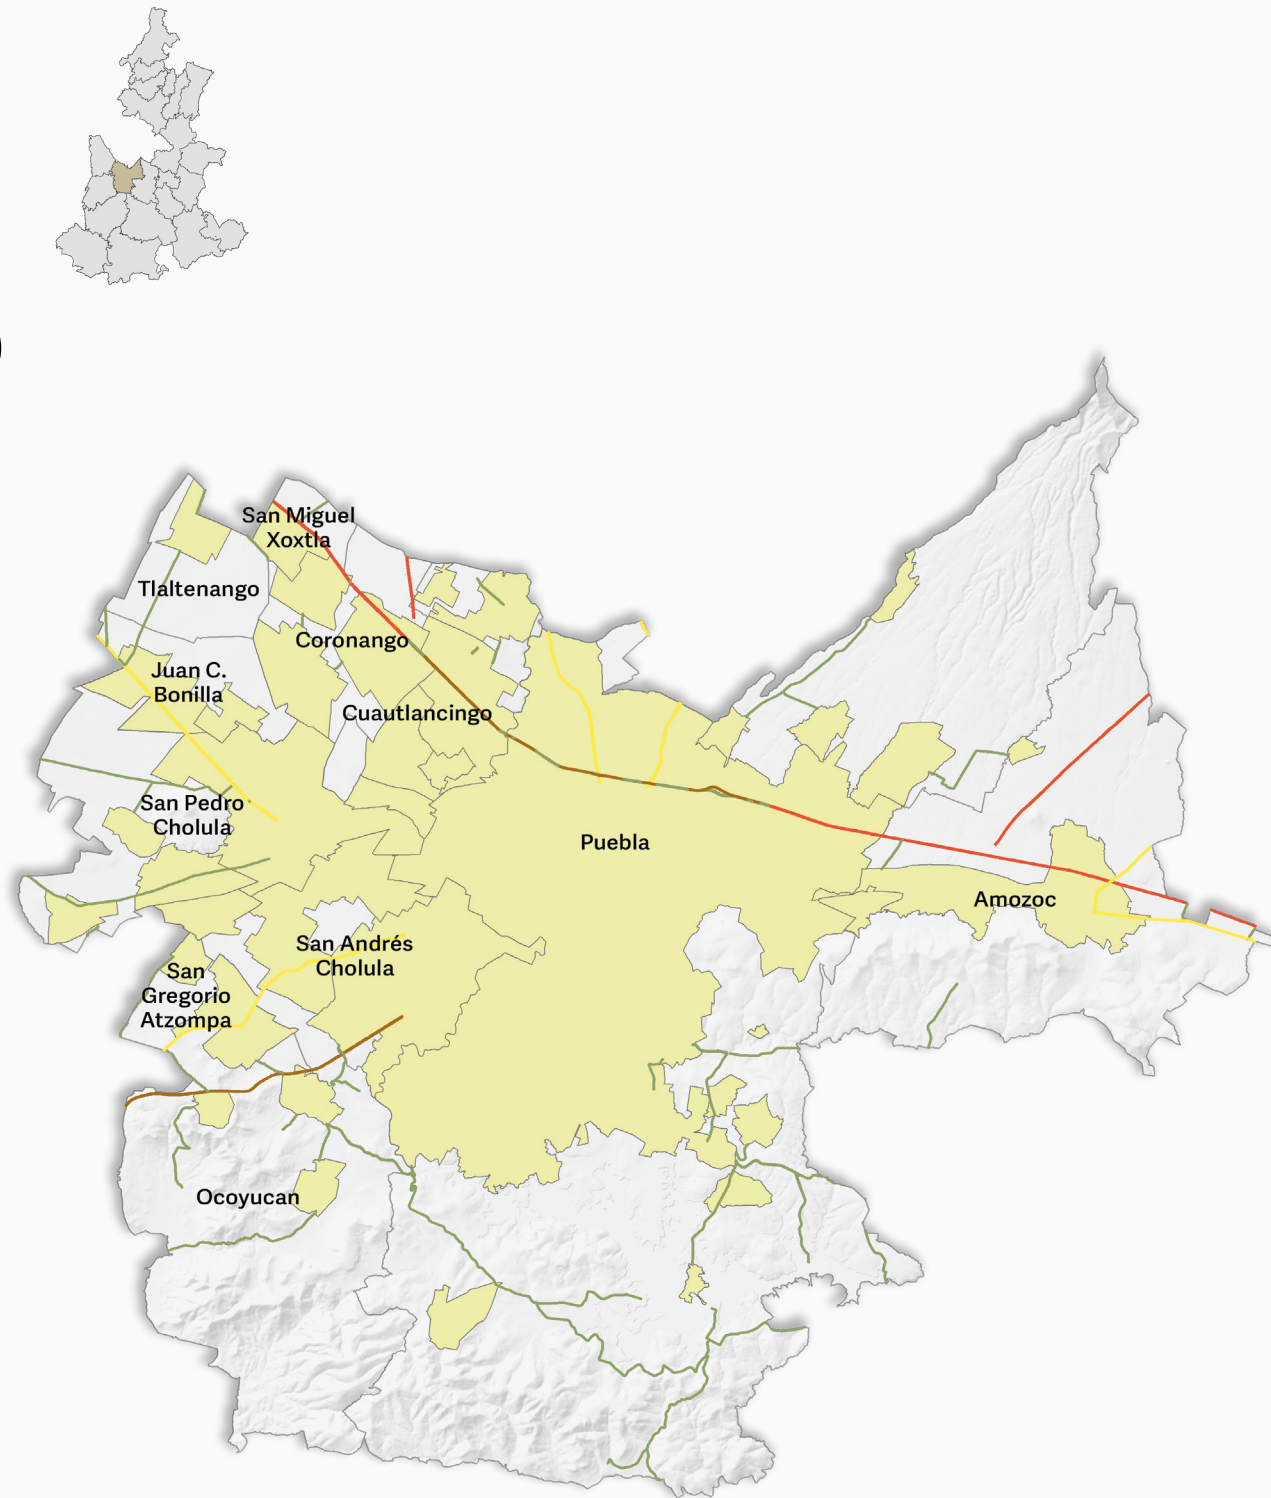 San Miguel
Xoxtla
Tlaltenango
Coronango
Juan C.
Bonilla
Cuautlancingo
San Pedro
Cholula
Puebla
Amozoc
San Andrés
Cholula
San
Gregorio
Atzompa
Ocoyucan